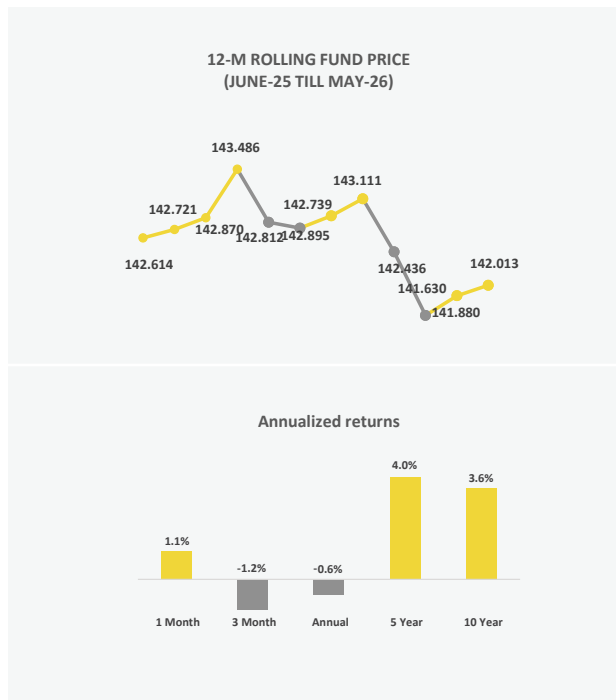 12-M ROLLING FUND PRICE
(JUNE-25 TILL MAY-26)
143.486
143.111
142.721
142.739
142.870
142.812
142.895
142.614
142.436
142.013
141.630
141.880
Annualized returns
4.0%
3.6%
1.1%
-1.2%
-0.6%
1 Month
3 Month
Annual
5 Year
10 Year